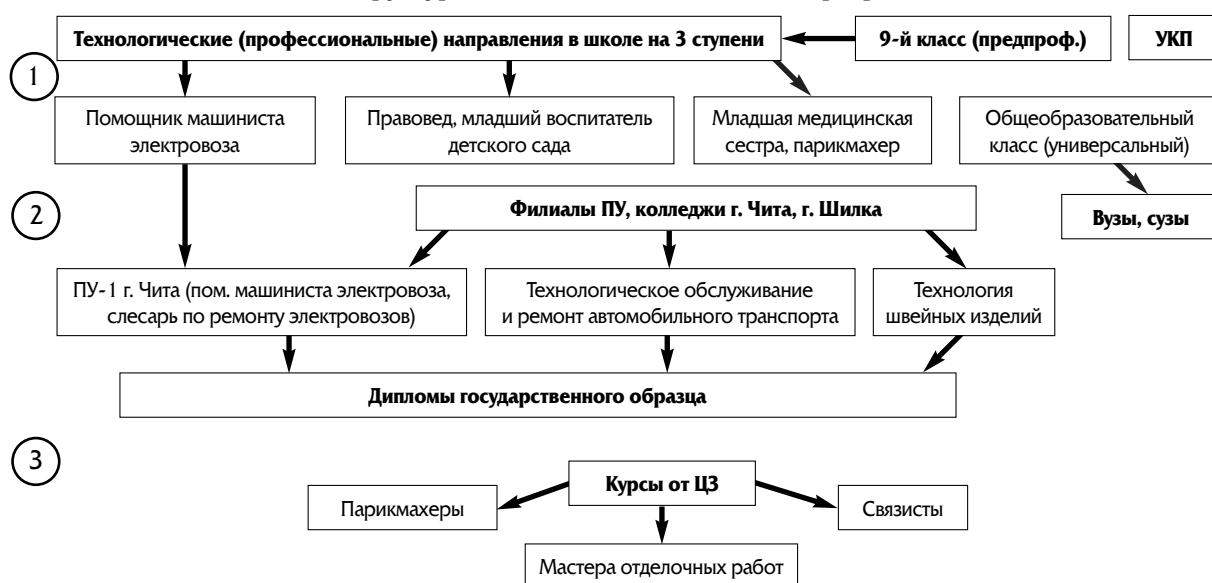 Технологические (профессиональные) направления в школе на 3 ступени
9-й класс (предпроф.)
УКП
1
Помощник машиниста
электровоза
Правовед, младший воспитатель
детского сада
Младшая медицинская
сестра, парикмахер
Общеобразовательный
класс (универсальный)
2
Филиалы ПУ, колледжи г. Чита, г. Шилка
Вузы, сузы
ПУ-1 г. Чита (пом. машиниста электровоза,
слесарь по ремонту электровозов)
Технологическое обслуживание
и ремонт автомобильного транспорта
Технология
швейных изделий
Дипломы государственного образца
3
Курсы от ЦЗ
Парикмахеры
Связисты
Мастера отделочных работ